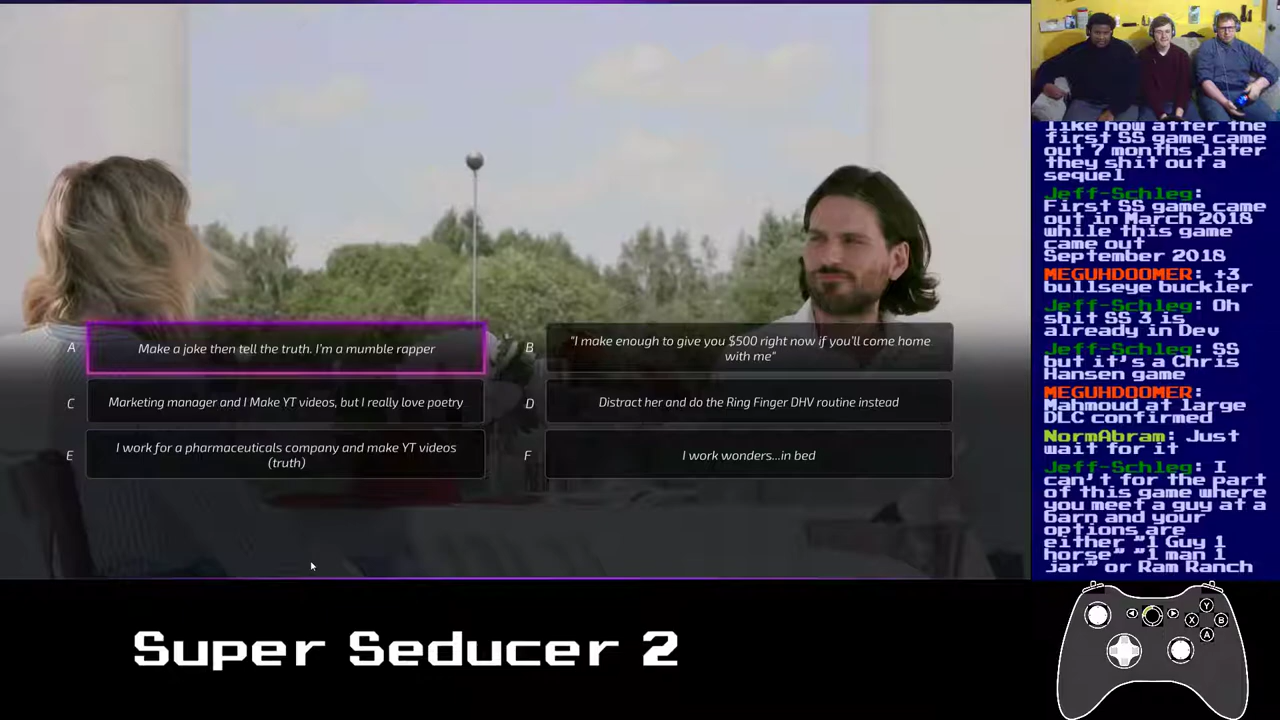 A
Make a joke then tell the truth. I'm a mumble rapper
B
"I make enough to give you $500 right now if you'll come home
with me"
C
Marketing manager and I Make YT videos, but I really love poetry
D
Distract her and do the Ring Finger DHV routine instead
E
I work for a pharmaceuticals company and make YT videos
(truth)
F
I work wonders...in bed
like how after the
first SS game came
out 7 months later
they shit out a
sequel
Jeff-Schleg:
First SS game came
out in March 2018
while this game
came out
September 2018
MEGUHDOOMER: +3
bullseye buckler
Jeff-Schleg: Oh
shit SS 3 is
already in Dev
Jeff-Schleg: SS
but it's a Chris
Hansen game
MEGUHDOOMER:
Mahmoud at large
DLC confirmed
NormAbram: Just
wait for it
Jeff-Schleg: I
can't for the part
of this game where
you meet a guy at a
barn and your
options are
either "1 Guy 1
horse" "1 man 1
jar" or Ram Ranch
Super Seducer 2
Y
X
B
A